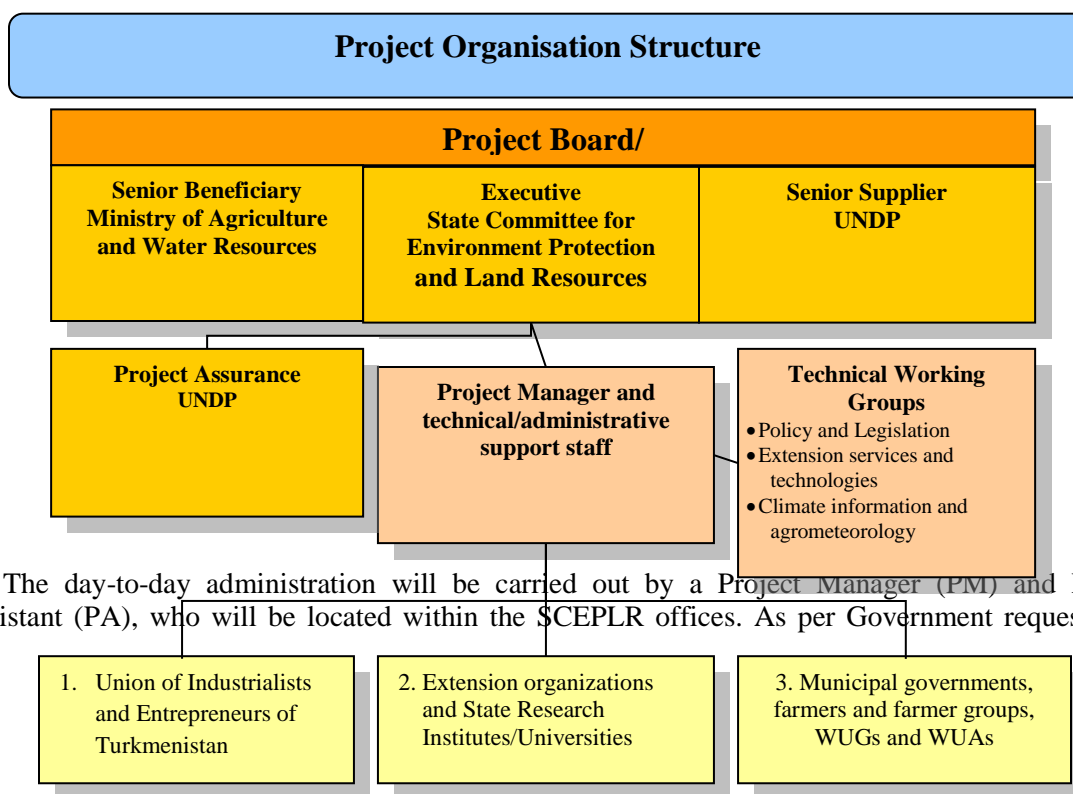 Project Organisation Structure
Project Board/
Senior Beneficiary
Ministry of Agriculture
and Water Resources
Executive
State Committee for
Environment Protection
and Land Resources
Senior Supplier
UNDP
Project Assurance
UNDP
Project Manager and
technical/administrative
support staff
Technical Working
Groups
•Policy and Legislation
•Extension services and
technologies
•Climate information and
agrometeorology
The day-to-day administration will be carried out by a Project Manager (PM) and
istant (PA), who will be located within the SCEPLR offices. As per Government reques
1. Union of Industrialists
and Entrepreneurs of
Turkmenistan
2. Extension organizations
and State Research
Institutes/Universities
3. Municipal governments,
farmers and farmer groups,
WUGs and WUAs